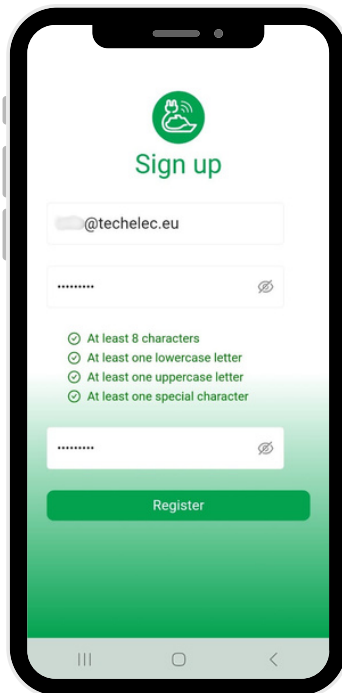 Sign up
@techelec.eu
•••••••••
At least 8 characters
At least one lowercase letter
At least one uppercase letter
At least one special character
•••••••••
Register